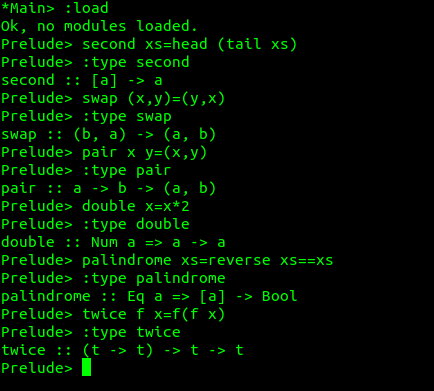 *Main> :load
Ok, no modules loaded.
Prelude> second xs=head (tail xs)
Prelude> :type second
second :: [a] -> a
Prelude> swap (x,y)=(y,x)
Prelude> :type swap
swap :: (b, a) -> (a, b)
Prelude> pair x y=(x,y)
Prelude> :type pair
pair :: a -> b -> (a, b)
Prelude> double x=x*2
Prelude> :type double
double :: Num a => a -> a
Prelude> palindrome xs=reverse xs==xs
Prelude> :type palindrome
palindrome :: Eq a => [a] -> Bool
Prelude> twice f x=f(f x)
Prelude> :type twice
twice :: (t -> t) -> t -> t
Prelude>